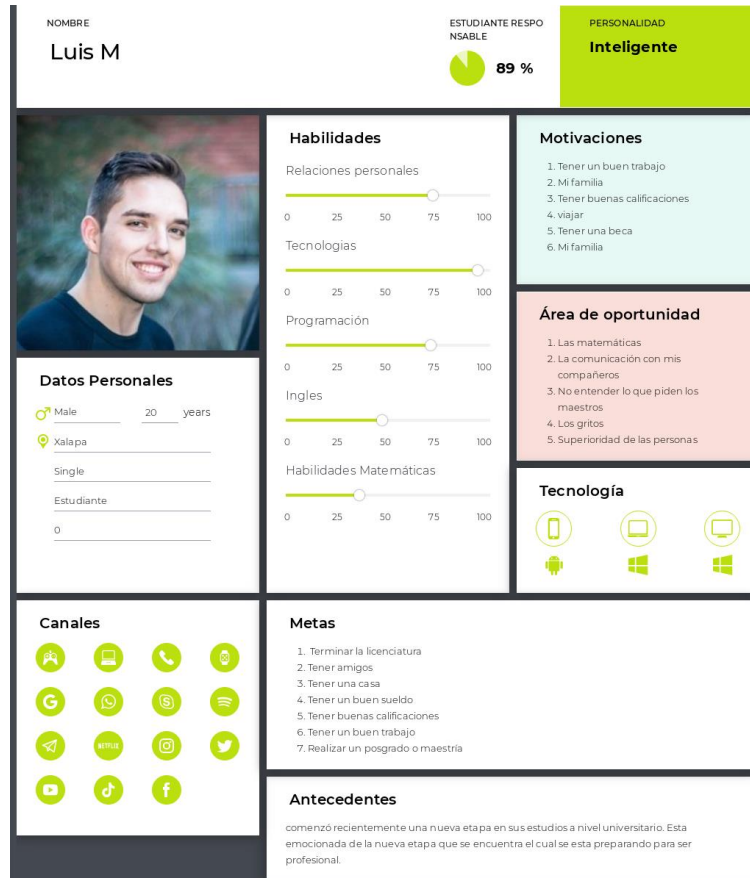 NOMBRE
Luis M
ESTUDIANTE RESPO
NSABLE
89 %
PERSONALIDAD
Inteligente
Datos Personales
Male 20 years
Xalapa
Single
Estudiante
0
Habilidades
Relaciones personales
0 25 50 75 100
Tecnologias
0 25 50 75 100
Programación
0 25 50 75 100
Ingles
0 25 50 75 100
Habilidades Matemáticas
0 25 50 75 100
Motivaciones
1. Tener un buen trabajo
2. Mi familia
3. Tener buenas calificaciones
4. viajar
5. Tener una beca
6. Mi familia
Área de oportunidad
1. Las matemáticas
2. La comunicación con mis
compañeros
3. No entender lo que piden los
maestros
4. Los gritos
5. Superioridad de las personas
Tecnología
Canales
NETFLIX
Metas
1. Terminar la licenciatura
2. Tener amigos
3. Tener una casa
4. Tener un buen sueldo
5. Tener buenas calificaciones
6. Tener un buen trabajo
7. Realizar un posgrado o maestría
Antecedentes
comenzó recientemente una nueva etapa en sus estudios a nivel universitario. Esta
emocionada de la nueva etapa que se encuentra el cual se esta preparando para ser
profesional.